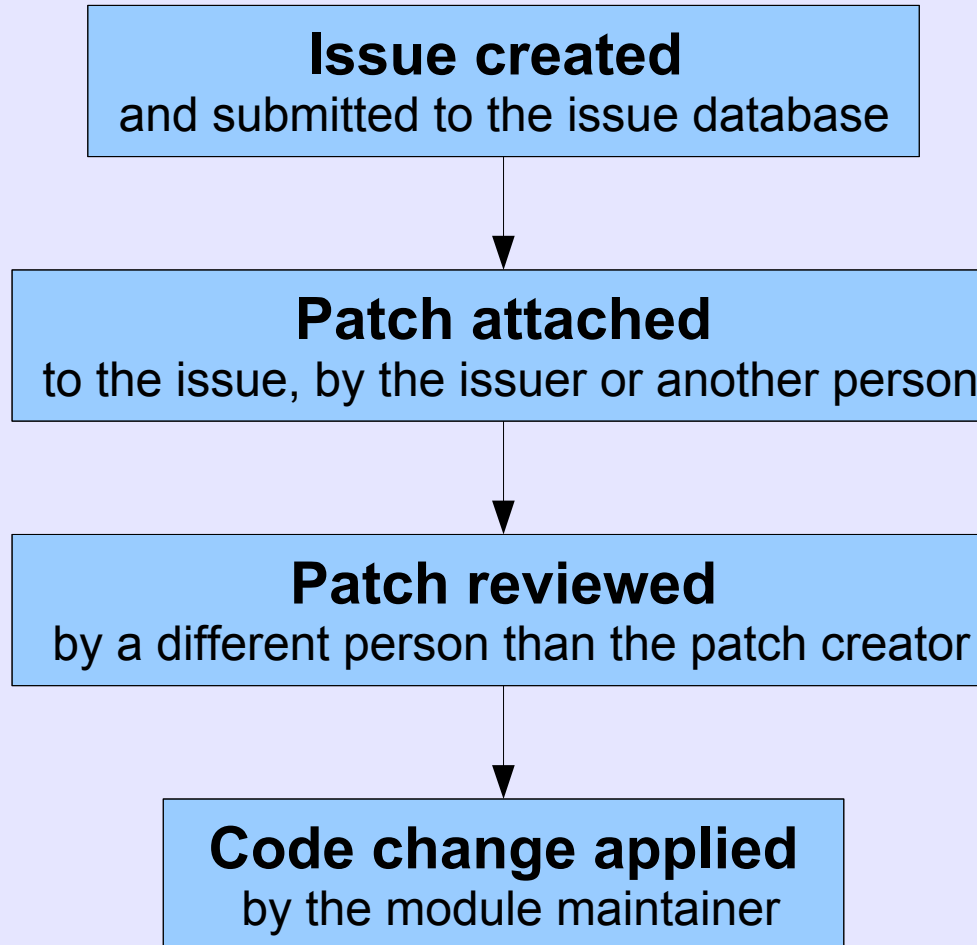 Issue created
and submitted to the issue database
Patch attached
to the issue, by the issuer or another person
Patch reviewed
by a different person than the patch creator
Code change applied
by the module maintainer